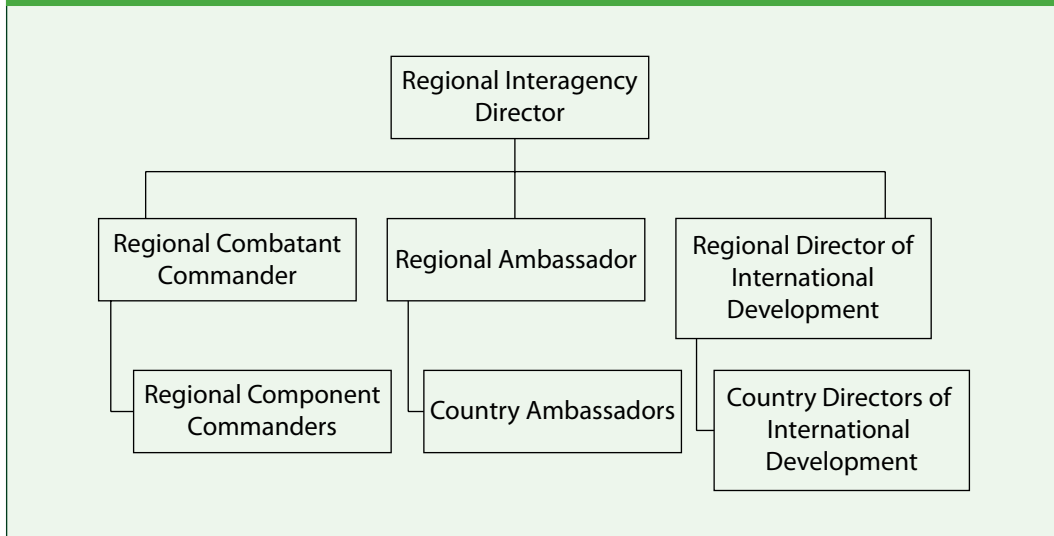 Regional Interagency
Director
Regional Combatant
Commander
Regional Ambassador
Regional Director of
International
Development
Regional Component
Commanders
Country Ambassadors
Country Directors of
International
Development